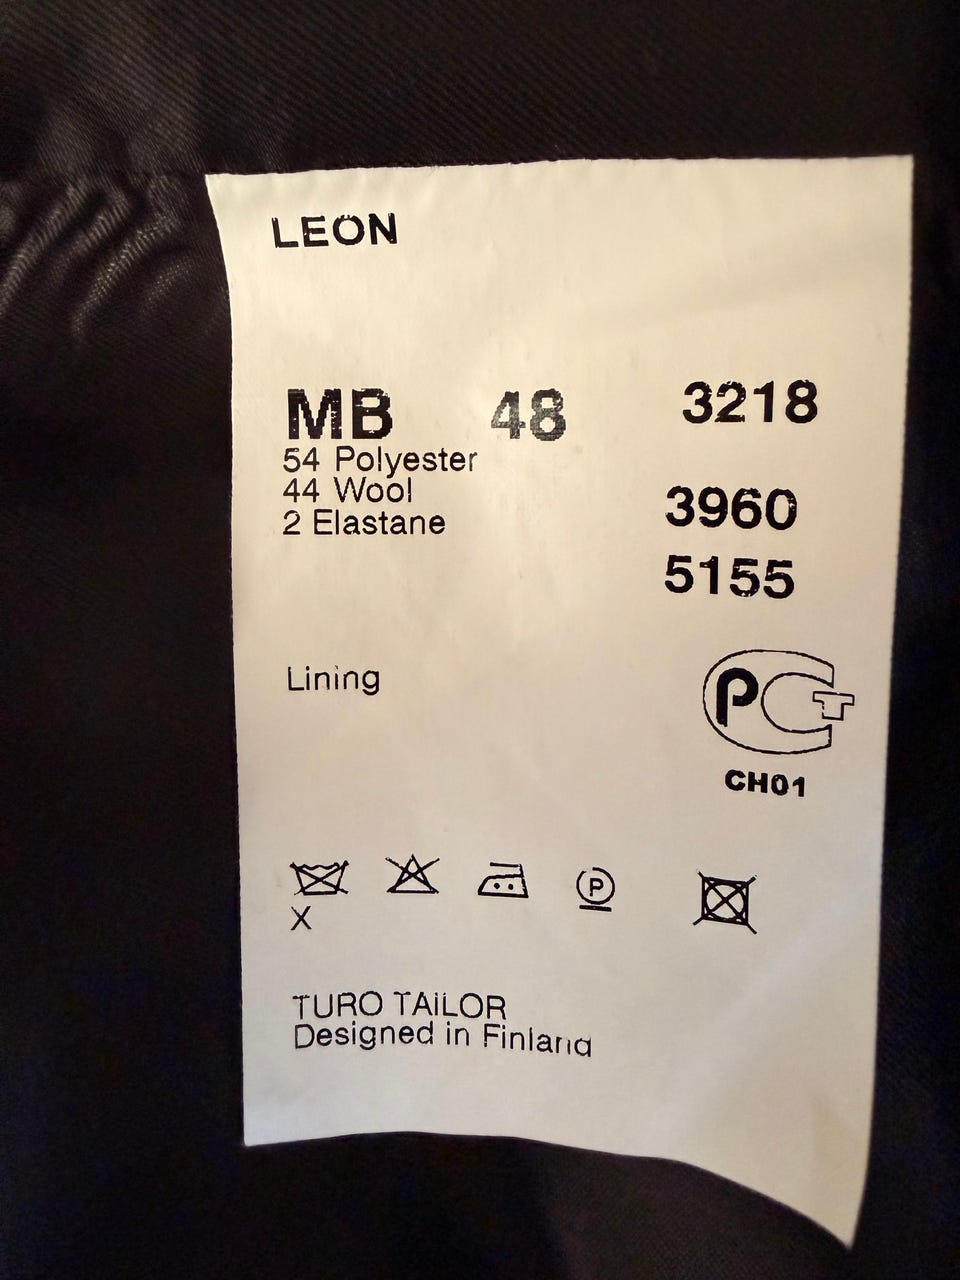 LEON
MB 48 3218
54 Polyester
44 Wool
2 Elastane
3960
5155
Lining
РСТ
CH01
P
X
TURO TAILOR
Designed in Finland